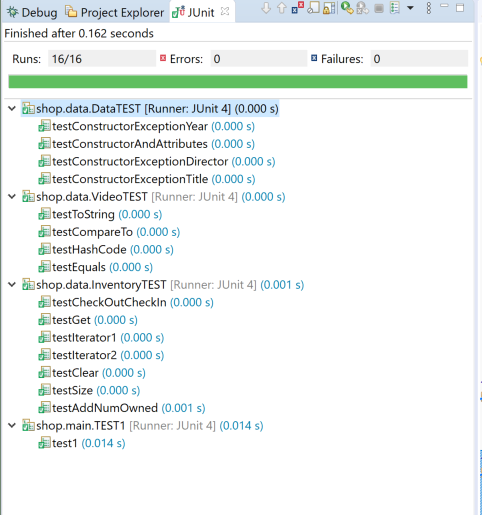 Debug Project Explorer JUnit
Finished after 0.162 seconds
Runs: 16/16 Errors: 0 Failures: 0
shop.data.DataTEST [Runner: JUnit 4] (0.000 s)
testConstructorExceptionYear (0.000 s)
testConstructorAndAttributes (0.000 s)
testConstructorExceptionDirector (0.000 s)
testConstructorExceptionTitle (0.000 s)
shop.data.VideoTEST [Runner: JUnit 4] (0.000 s)
testToString (0.000 s)
testCompareTo (0.000 s)
testHashCode (0.000 s)
testEquals (0.000 s)
shop.data.InventoryTEST [Runner: JUnit 4] (0.001 s)
testCheckOutCheckIn (0.000 s)
testGet (0.000 s)
testIterator1 (0.000 s)
testIterator2 (0.000 s)
testClear (0.000 s)
testSize (0.000 s)
testAddNumOwned (0.001 s)
shop.main.TEST1 [Runner: JUnit 4] (0.014 s)
test1 (0.014 s)